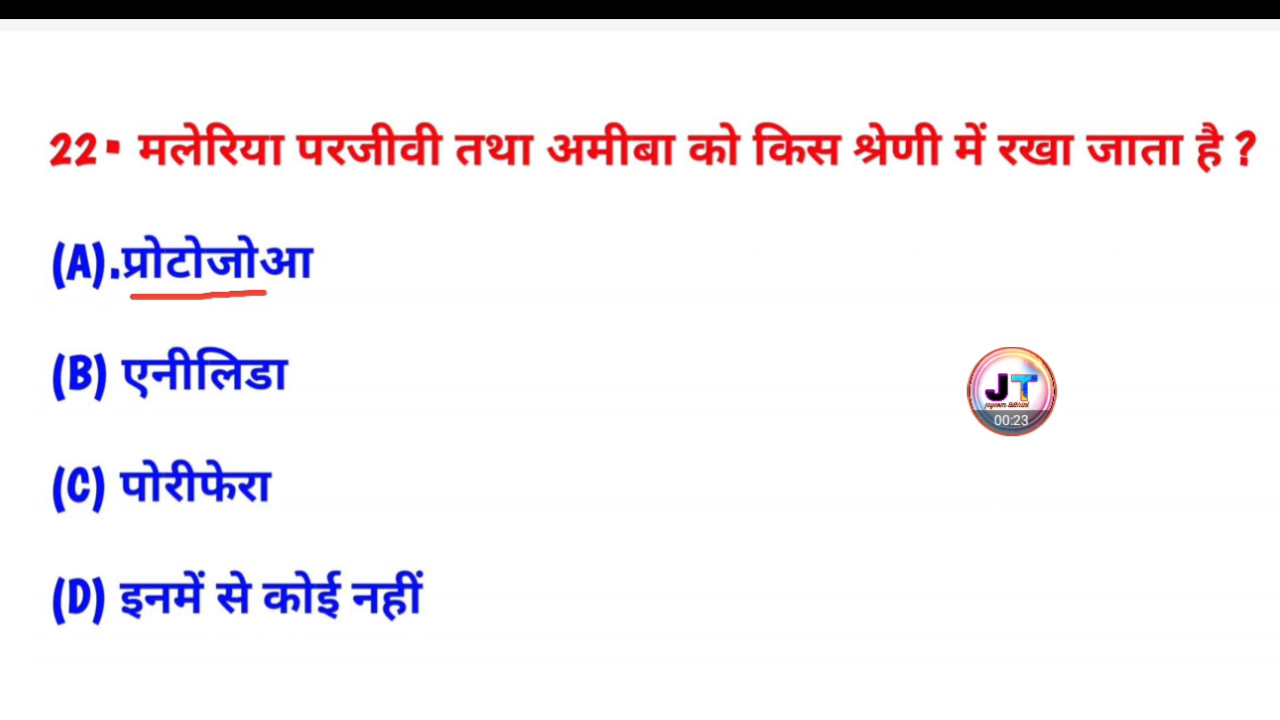 22. मलेरिया परजीवी तथा अमीबा को किस श्रेणी में रखा जाता है ?
(A).प्रोटोजोआ
(B) एनीलिडा
JT
00:23
(C) पोरीफेरा
(D) इनमें से कोई नहीं